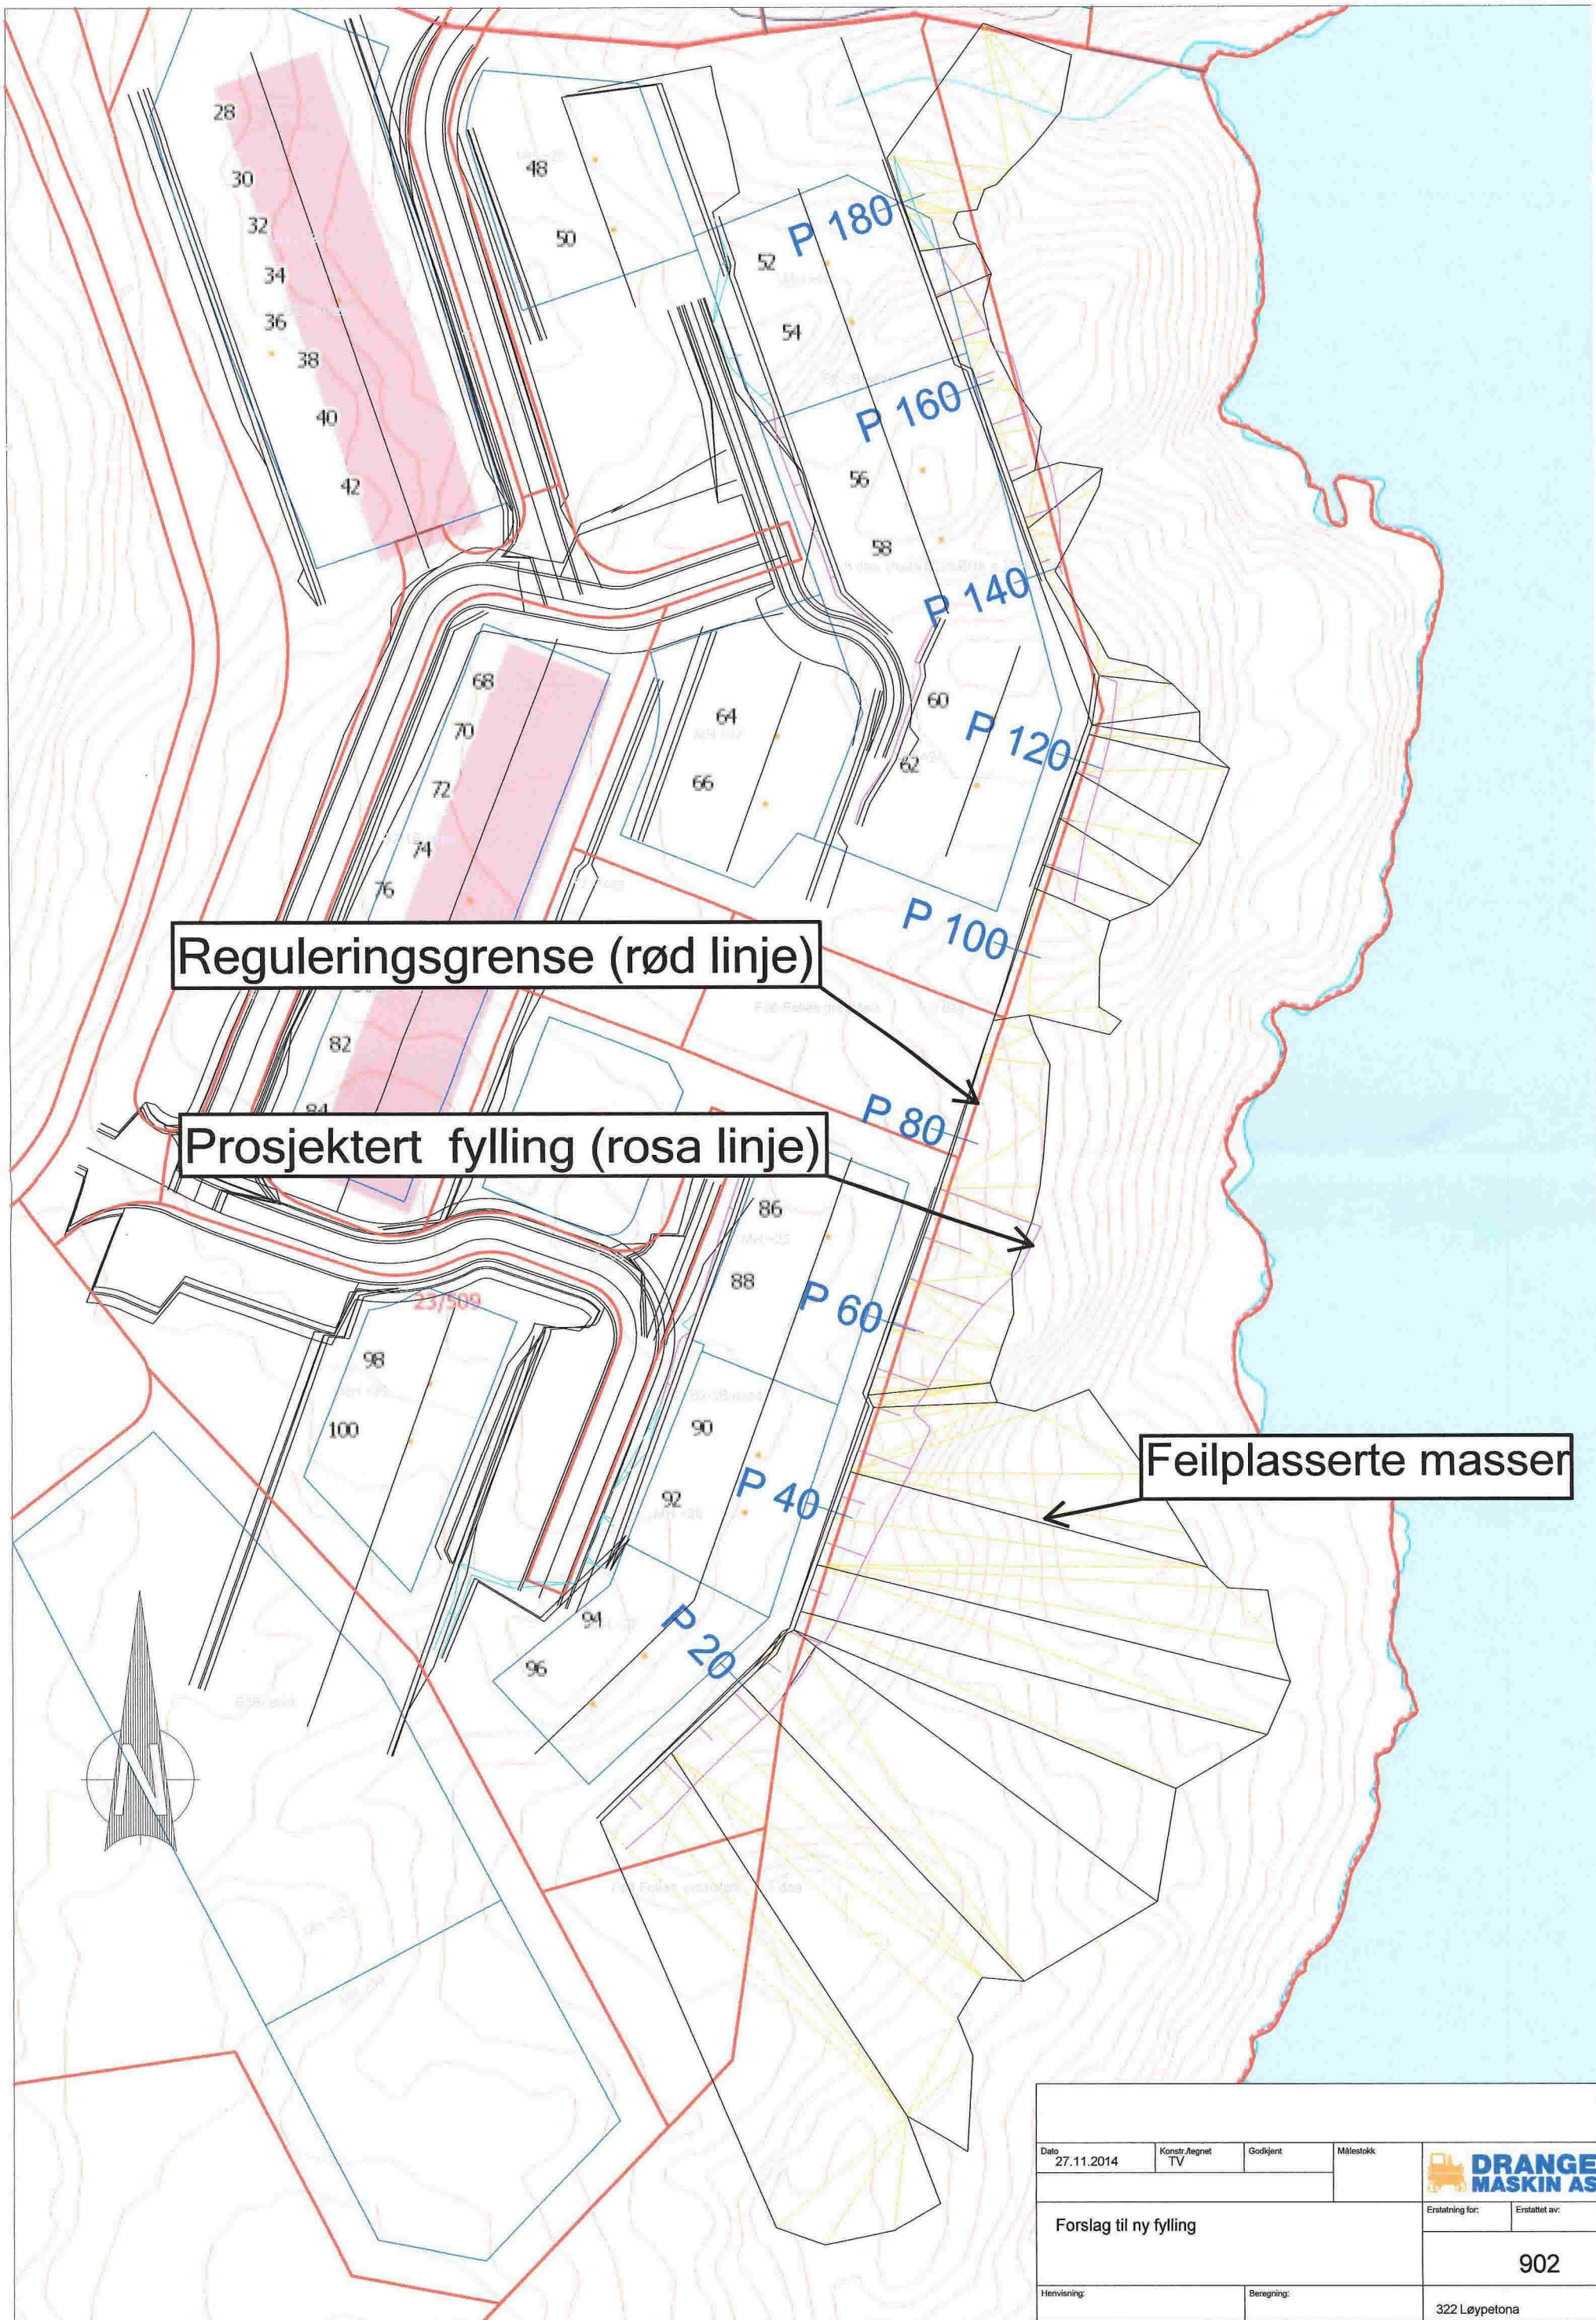 28
30
32
34
36
38
40
42
48
50
52
P 180
54
P 160
56
58
P 140
60
P 120
62
64
66
68
70
72
74
76
P 100
Reguleringsgrense (rød linje)
82
84
P 80
Prosjektert fylling (rosa linje)
86
88
P 60
23/509
98
100
90
92
P 40
Feilplasserte masser
94
96
P 20
N
Dato
27.11.2014
Konstr./tegnet
TV
Godkjent
Målestokk
DRANGE
MASKIN AS
Forslag til ny fylling
Erstatning for:
Erstattet av:
902
Henvisning:
Beregning:
322 Løypetona